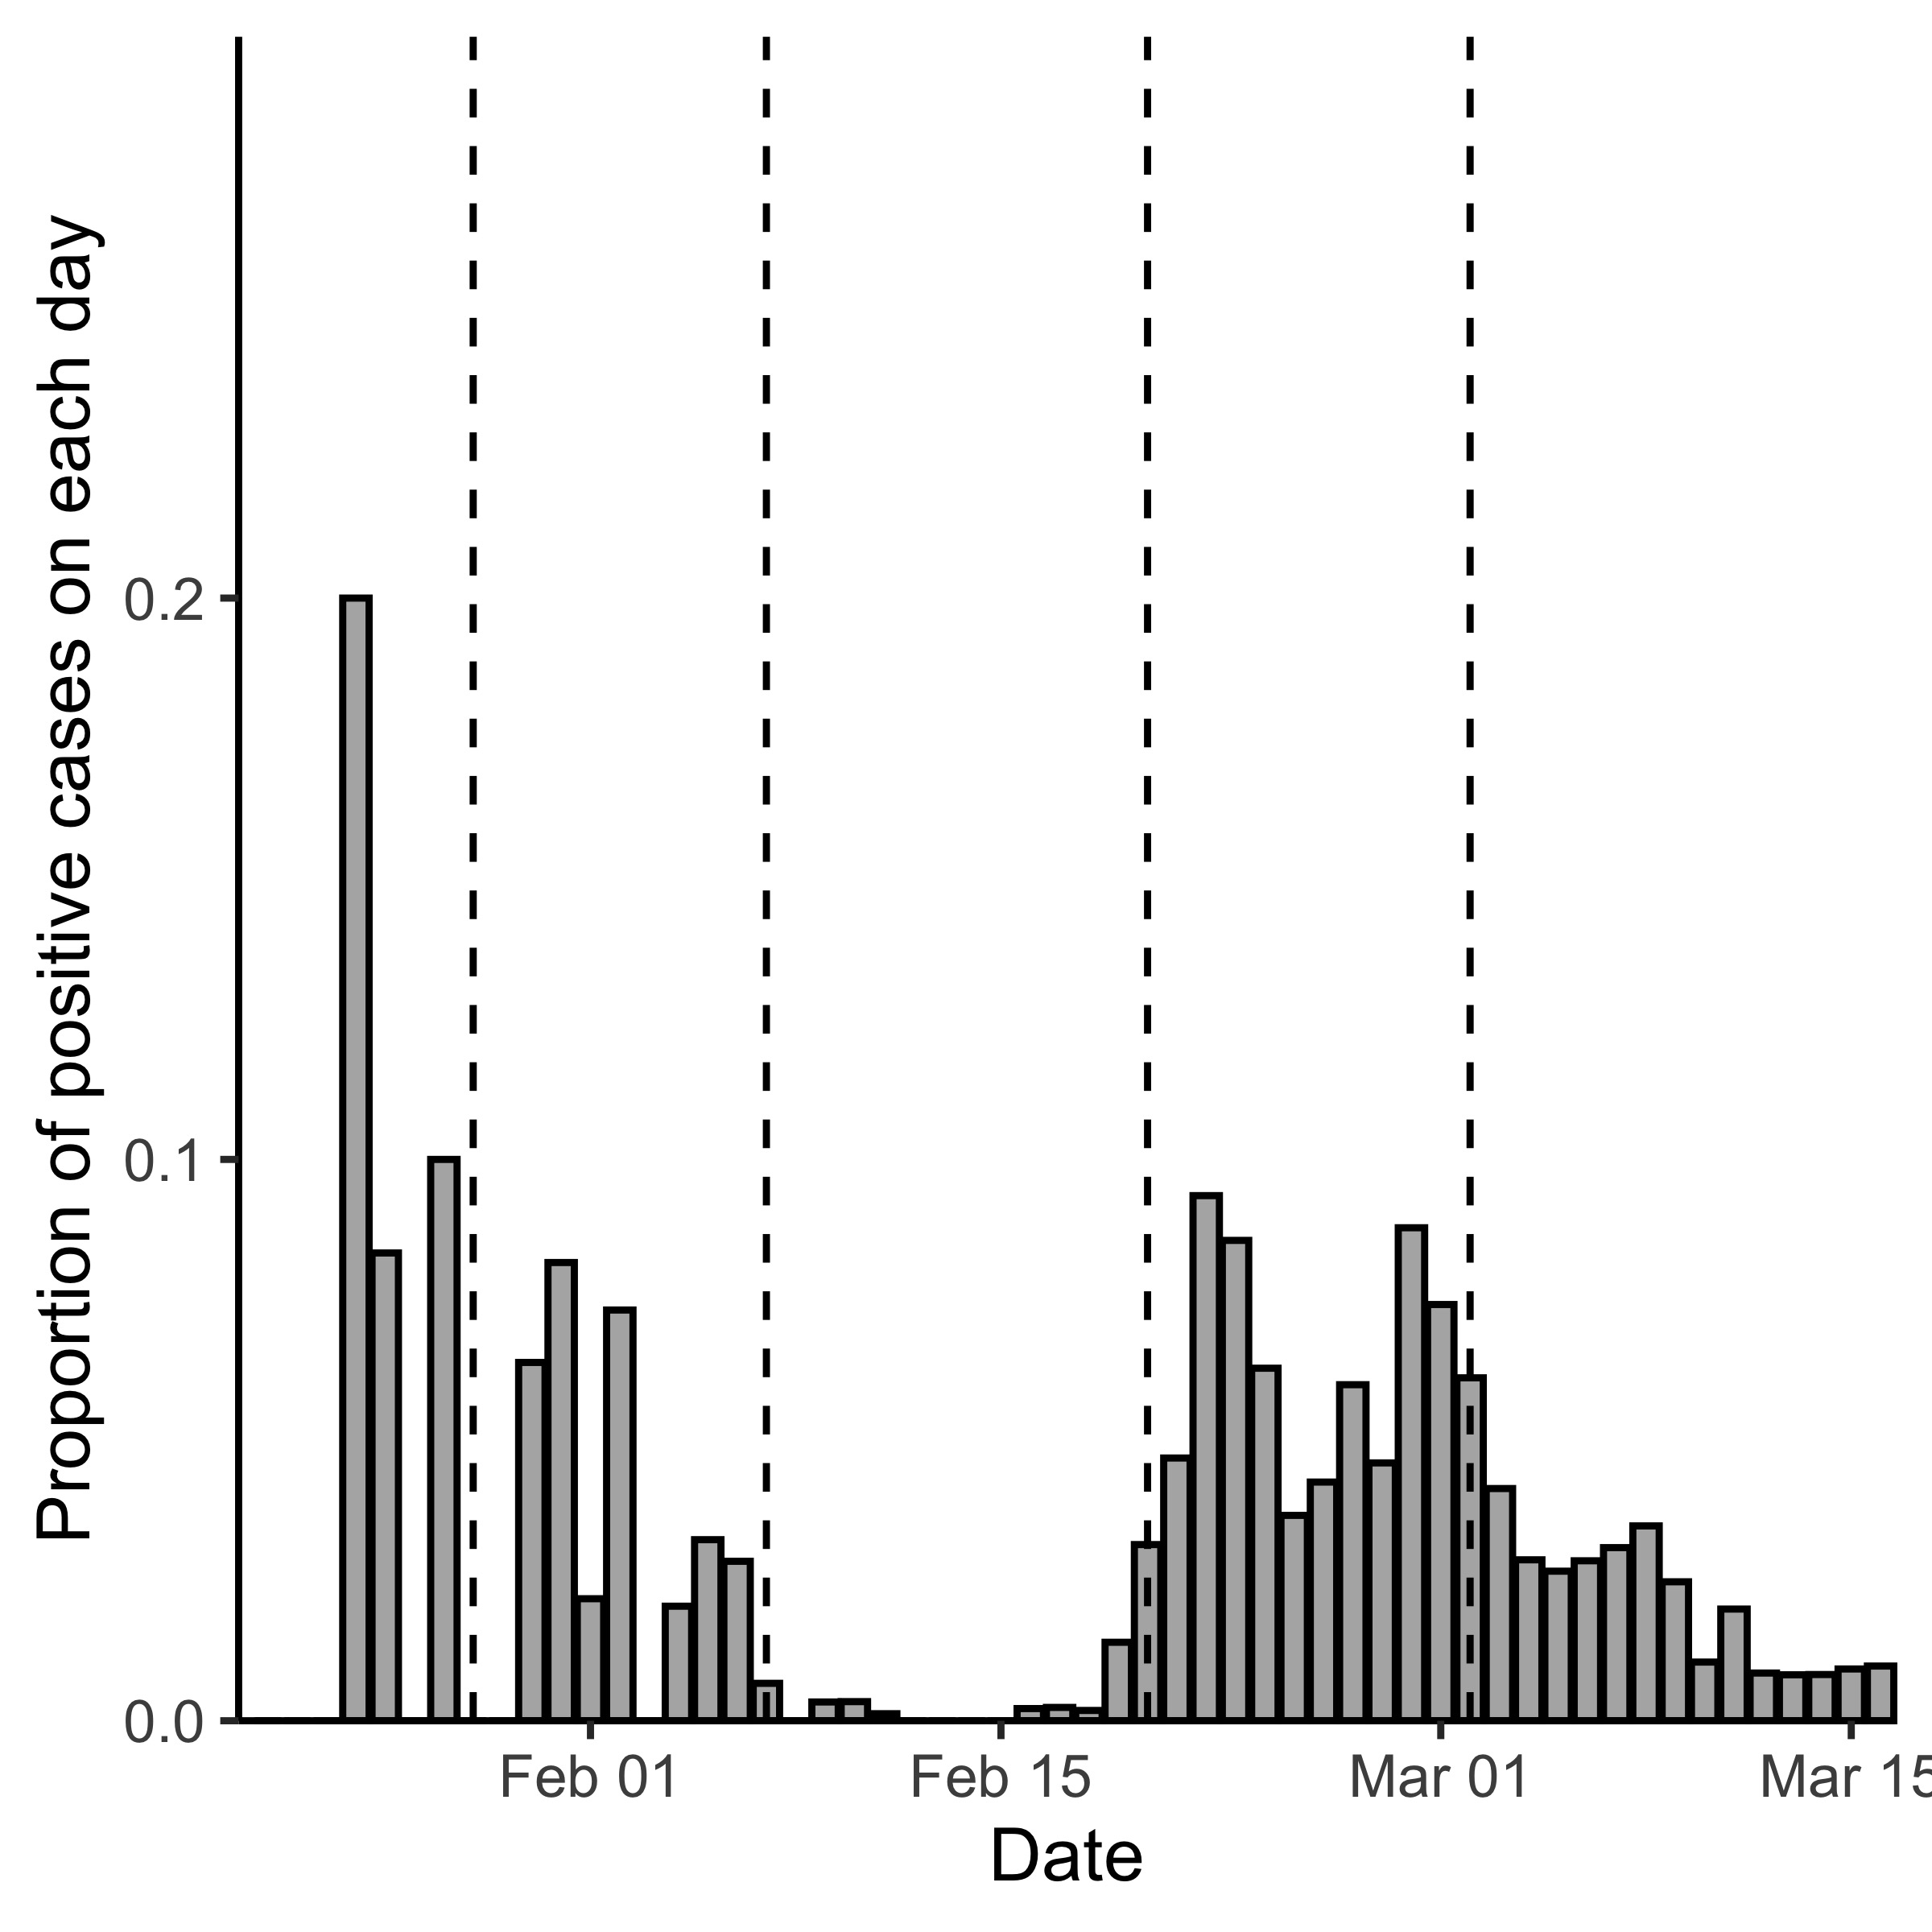 Proportion of positive cases on each day
0.2
0.1
0.0
Feb 01
Feb 15
Mar 01
Mar 15
Date